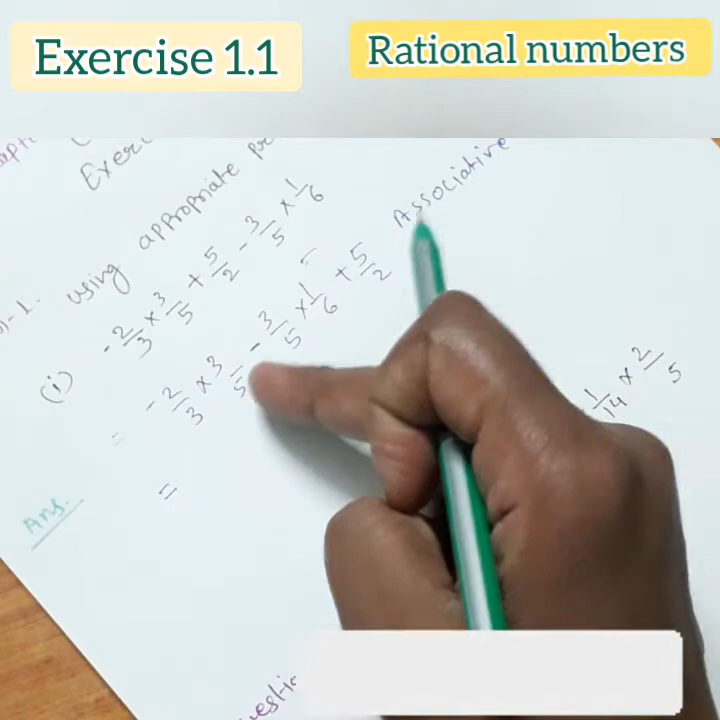 Exercise 1.1
Rational numbers
Exer
using appropriate pr
(i) -2/3 × 3/5 + 5/2 - 3/5 × 1/6
Associative
= -2/3 × 3/5 - 3/5 × 1/6 + 5/2
=
1/14 × 2/5
Ans.